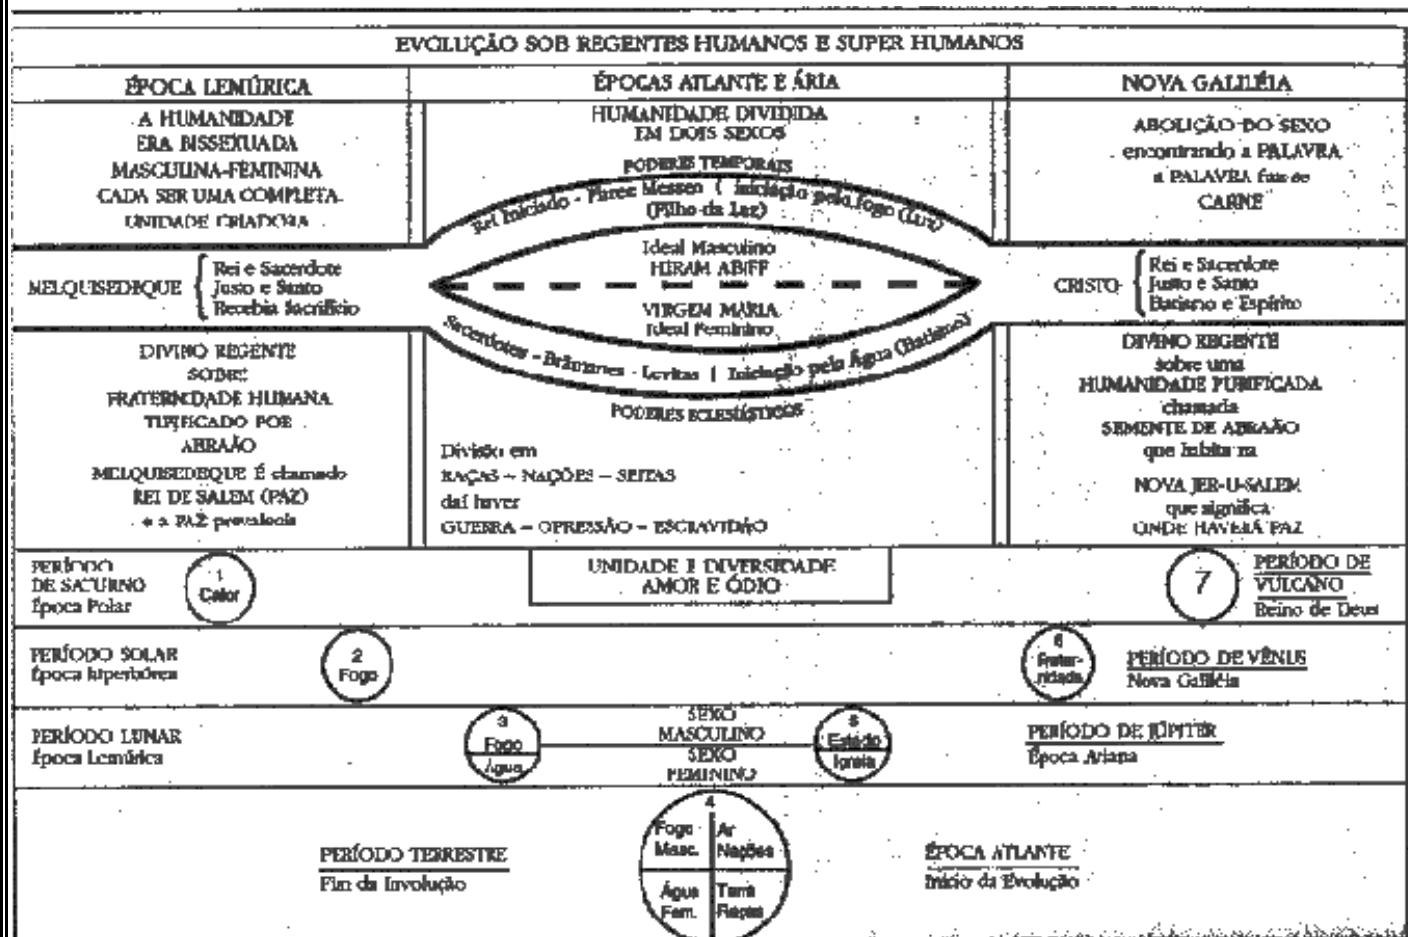 EVOLUÇÃO SOB REGENTES HUMANOS E SUPER HUMANOS
ÉPOCA LEMÚRICA
A HUMANIDADE
ERA BISSEXUADA
MASCULINA-FEMININA
CADA SER UMA COMPLETA
UNIDADE CRIADORA
MELQUISEDEQUE
Rei e Sacerdote
Justo e Santo
Recebia Sacrifício
DIVINO REGENTE
SOBRE
FRATERNIDADE HUMANA
TIPIFICADO POR
ABRAÃO
MELQUISEDEQUE É chamado
REI DE SALEM (PAZ)
e a PAZ prevalecia
ÉPOCAS ATLANTE E ÁRIA
HUMANIDADE DIVIDIDA
EM DOIS SEXOS
PODERES TEMPORAIS
Rei Iniciado - Phree Messen | iniciação pelo fogo (Luz)
(Filho da Luz)
Ideal Masculino
HIRAM ABIFF
VIRGEM MARIA
Ideal Feminino
Sacerdotes - Brâmanes - Levitas | Iniciação pela Água (Batismo)
PODERES ECLESIÁSTICOS
Divisão em
RAÇAS – NAÇÕES – SEITAS
daí haver
GUERRA – OPRESSÃO – ESCRAVIDÃO
NOVA GALILÉIA
ABOLIÇÃO DO SEXO
encontrando a PALAVRA
a PALAVRA faz-se
CARNE
CRISTO
Rei e Sacerdote
Justo e Santo
Batismo e Espírito
DIVINO REGENTE
sobre uma
HUMANIDADE PURIFICADA
chamada
SEMENTE DE ABRAÃO
que habita na
NOVA JER-U-SALEM
que significa
ONDE HAVERÁ PAZ
PERÍODO
DE SATURNO
Época Polar
1
Calor
UNIDADE E DIVERSIDADE
AMOR E ÓDIO
7
PERÍODO DE
VULCANO
Reino de Deus
PERÍODO SOLAR
Época hiperbórea
2
Fogo
6
Frater-
nidade
PERÍODO DE VÊNUS
Nova Galiléia
PERÍODO LUNAR
Época Lemúrica
3
Fogo
Água
SEXO
MASCULINO
SEXO
FEMININO
5
Estado
Igreja
PERÍODO DE JÚPITER
Época Ariana
PERÍODO TERRESTRE
Fim da Involução
4
Fogo Masc.
Ar Nações
Água Fem.
Terra Raças
ÉPOCA ATLANTE
Início da Evolução